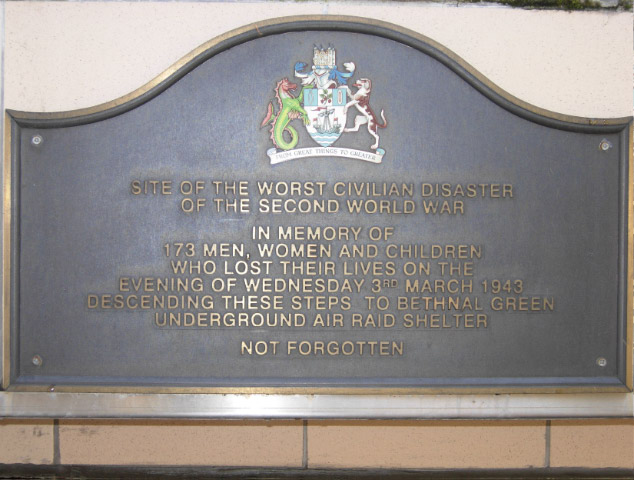 FROM GREAT THINGS TO GREATER
SITE OF THE WORST CIVILIAN DISASTER
OF THE SECOND WORLD WAR
IN MEMORY OF
173 MEN, WOMEN AND CHILDREN
WHO LOST THEIR LIVES ON THE
EVENING OF WEDNESDAY 3RD MARCH 1943
DESCENDING THESE STEPS TO BETHNAL GREEN
UNDERGROUND AIR RAID SHELTER
NOT FORGOTTEN